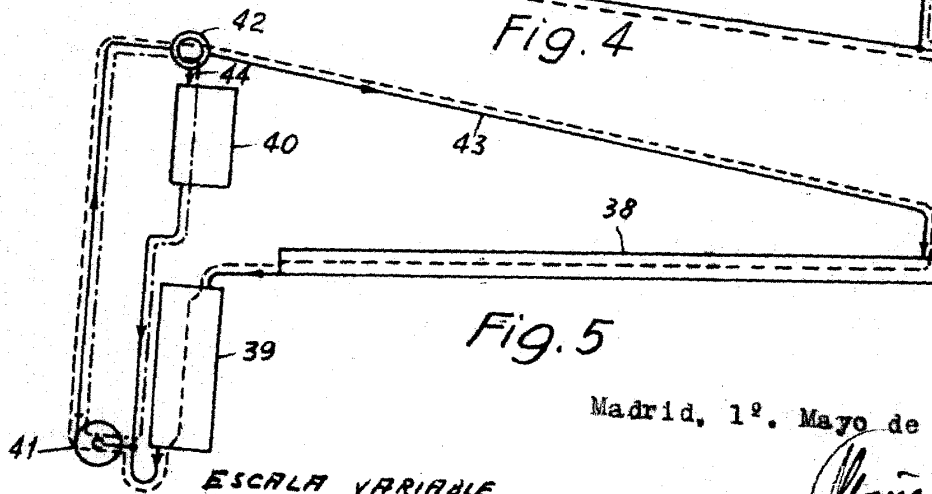 42
Fig. 4
44
40
43
38
39
Fig. 5
Madrid, 1º. Mayo de
41
ESCALA VARIABLE